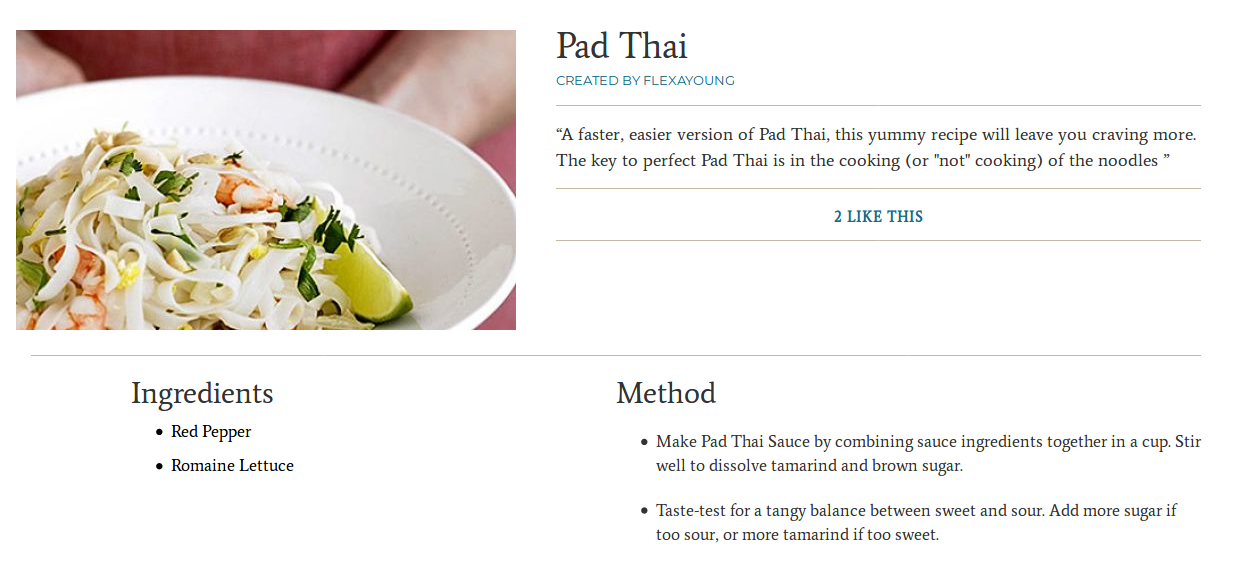 Pad Thai
CREATED BY FLEXAYOUNG
“A faster, easier version of Pad Thai, this yummy recipe will leave you craving more.
The key to perfect Pad Thai is in the cooking (or "not" cooking) of the noodles ”
2 LIKE THIS
Ingredients
• Red Pepper
• Romaine Lettuce
Method
• Make Pad Thai Sauce by combining sauce ingredients together in a cup. Stir
well to dissolve tamarind and brown sugar.
• Taste-test for a tangy balance between sweet and sour. Add more sugar if
too sour, or more tamarind if too sweet.